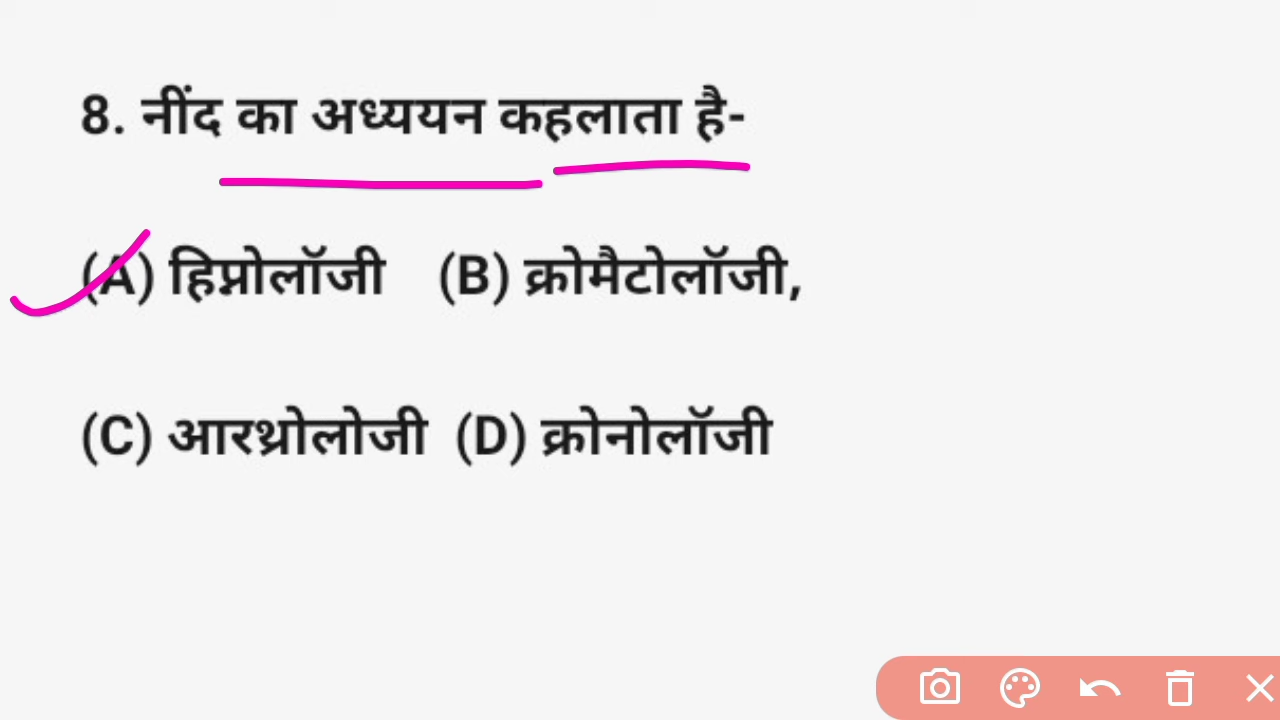 8. नींद का अध्ययन कहलाता है-
(A) हिप्नोलॉजी (B) क्रोमैटोलॉजी,
(C) आरथ्रोलोजी (D) क्रोनोलॉजी